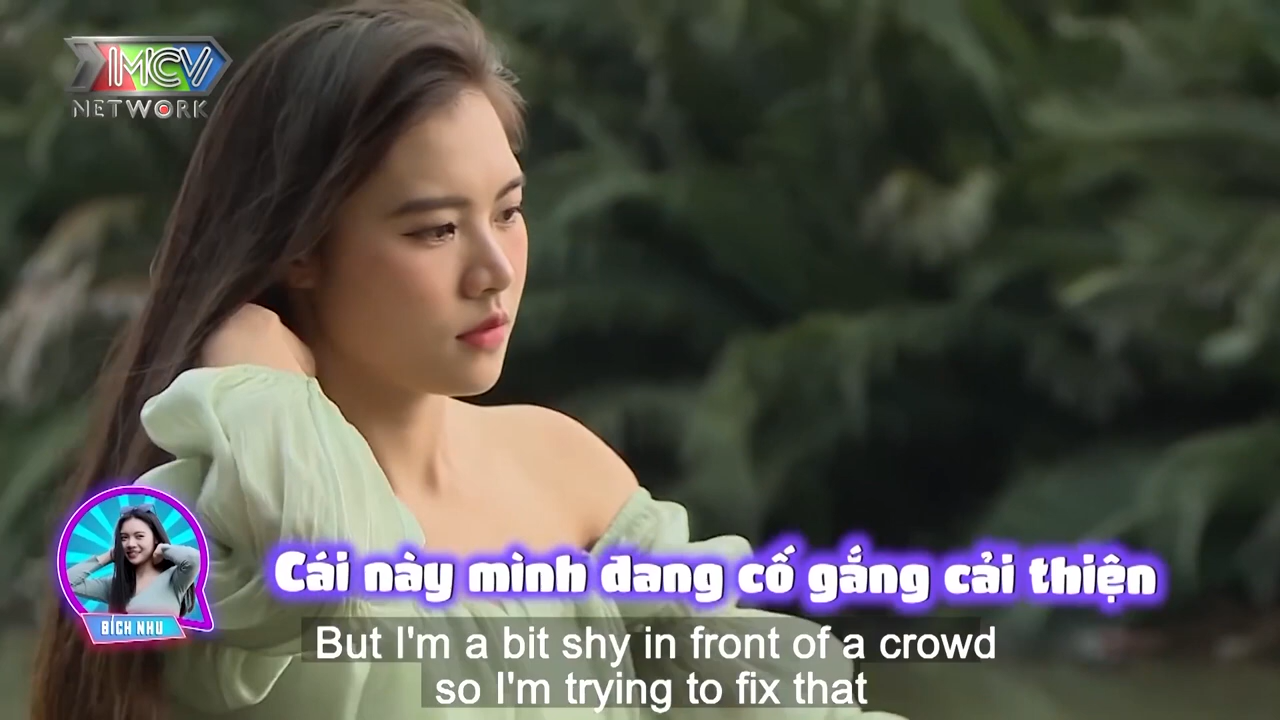 MCV
NETWORK
Cái này mình đang cố gắng cải thiện
BÍCH NHU
But I'm a bit shy in front of a crowd
so I'm trying to fix that